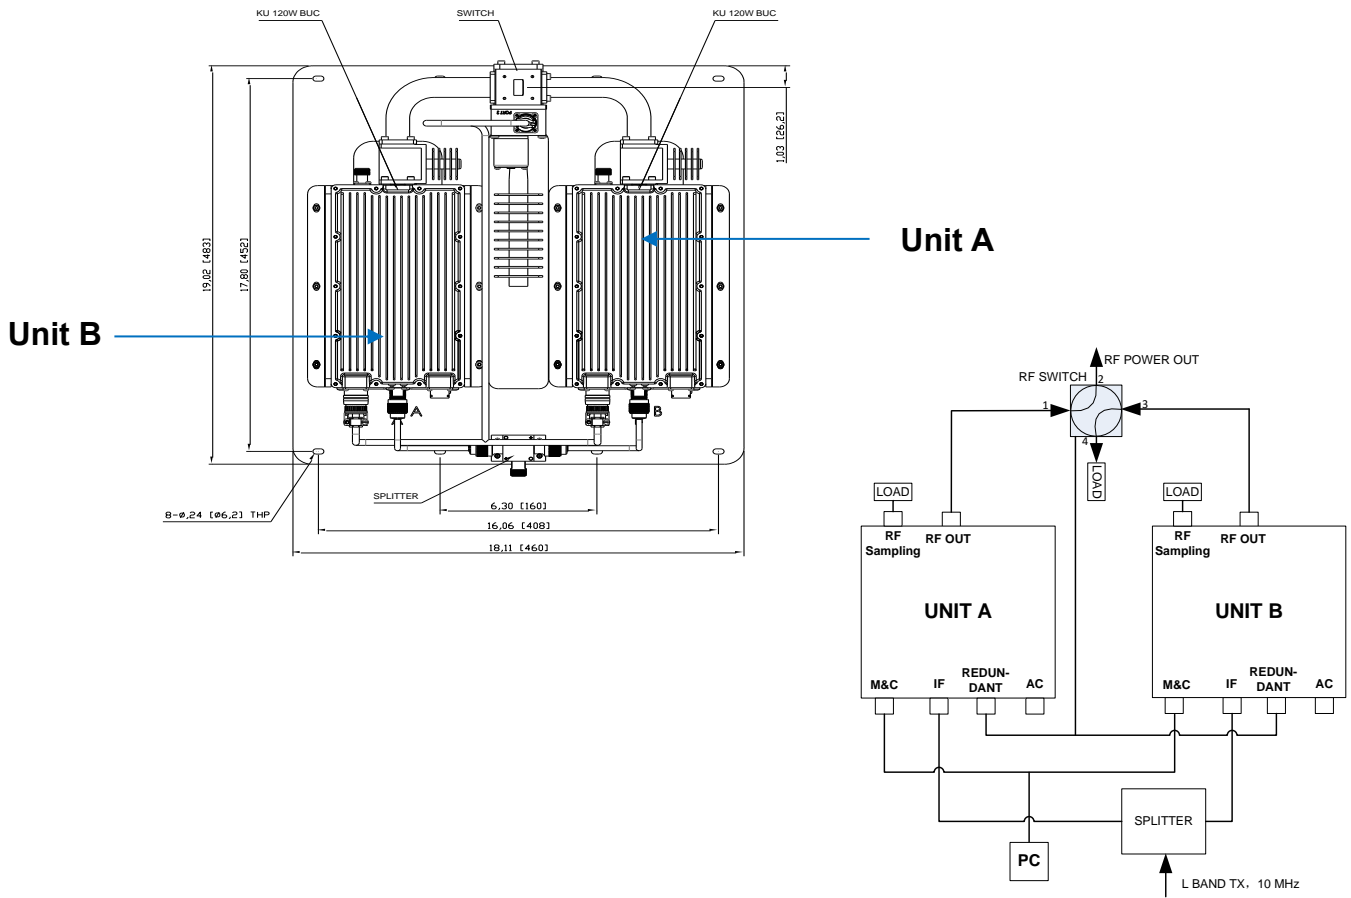 KU 120W BUC
SWITCH
KU 120W BUC
PORT 2
1,03 [26,2]
19,02 [483]
17,80 [452]
Unit A
Unit B
A
B
SPLITTER
8-ø,24 [ø6,2] THP
6,30 [160]
16,06 [408]
18,11 [460]
RF POWER OUT
RF SWITCH
2
1
3
4
LOAD
LOAD
LOAD
RF
Sampling
RF OUT
RF
Sampling
RF OUT
UNIT A
UNIT B
M&C
IF
REDUN-
DANT
AC
M&C
IF
REDUN-
DANT
AC
SPLITTER
PC
L BAND TX, 10 MHz